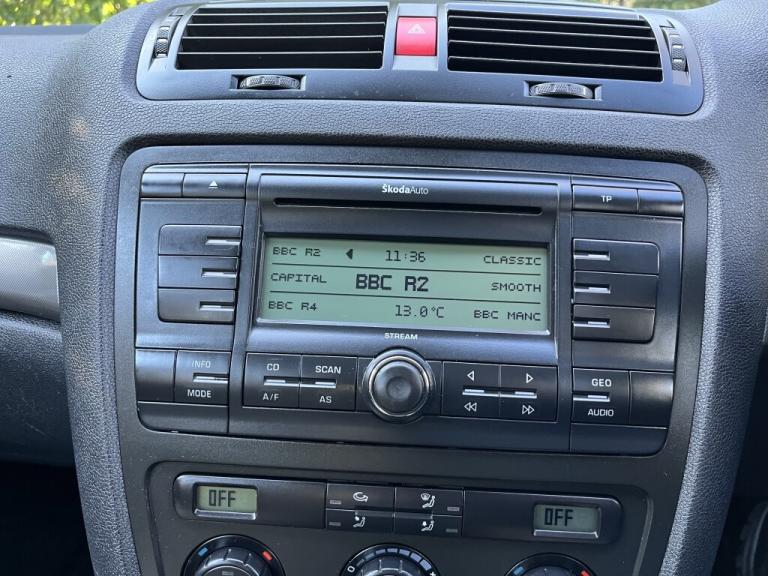 ŠkodaAuto
TP
BBC R2 11:36 CLASSIC
CAPITAL BBC R2 SMOOTH
BBC R4 13.0°C BBC MANC
STREAM
INFO CD SCAN GEO
MODE A/F AS AUDIO
OFF OFF
0